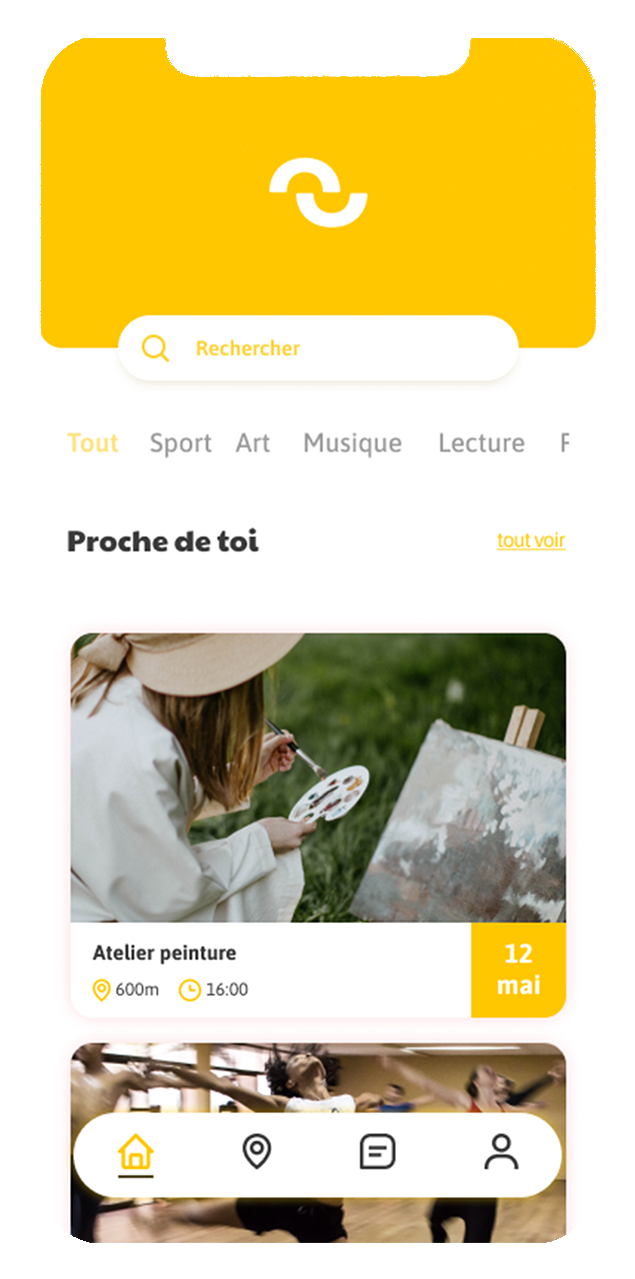 Rechercher
Tout Sport Art Musique Lecture F
Proche de toi tout voir
Atelier peinture
600m 16:00
12
mai